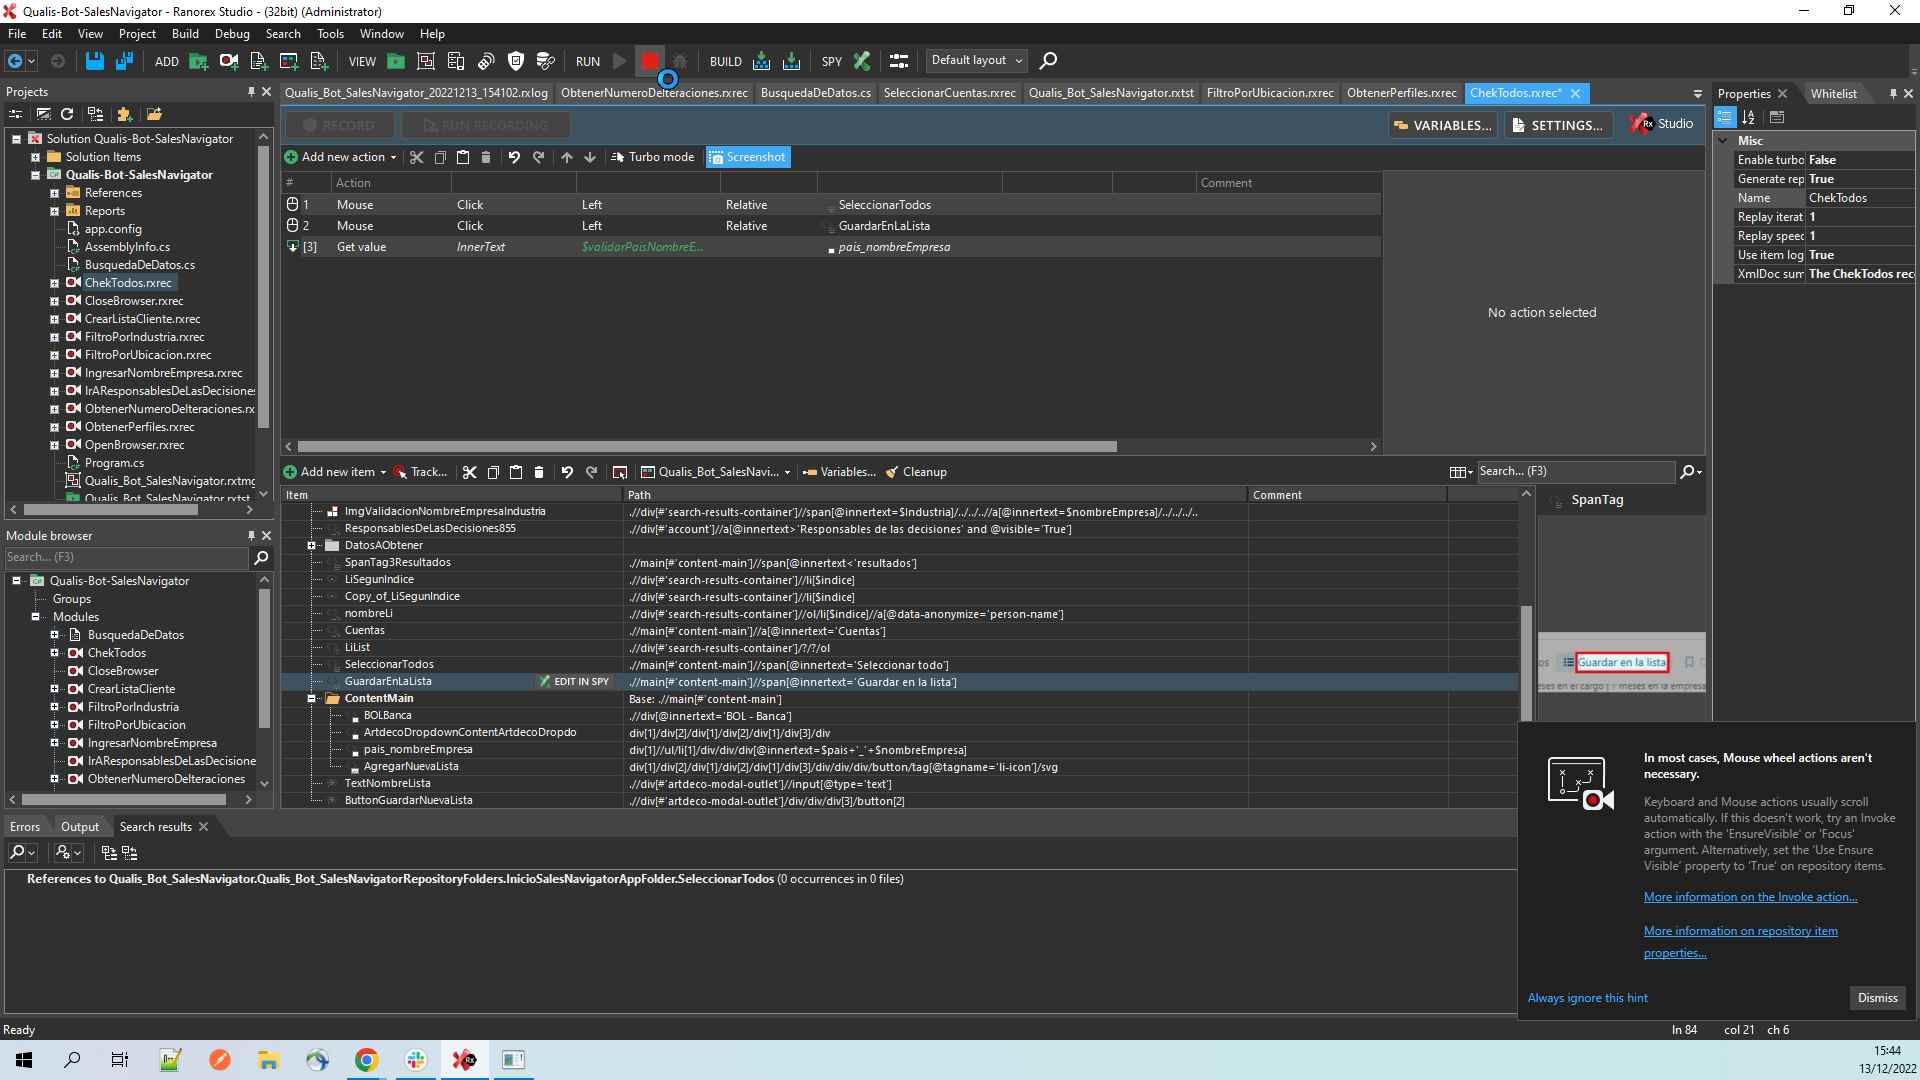 Qualis-Bot-SalesNavigator - Ranorex Studio - (32bit) (Administrator)
File Edit View Project Build Debug Search Tools Window Help
ADD VIEW RUN BUILD SPY Default layout
Projects
Qualis_Bot_SalesNavigator_20221213_154102.rxlog ObtenerNumeroDeIteraciones.rxrec BusquedaDeDatos.cs SeleccionarCuentas.rxrec Qualis_Bot_SalesNavigator.rxtst FiltroPorUbicacion.rxrec ObtenerPerfiles.rxrec ChekTodos.rxrec*
Properties Whitelist
RECORD RUN RECORDING VARIABLES... SETTINGS... Rx Studio
Solution Qualis-Bot-SalesNavigator
Solution Items
Qualis-Bot-SalesNavigator
References
Reports
app.config
AssemblyInfo.cs
BusquedaDeDatos.cs
ChekTodos.rxrec
CloseBrowser.rxrec
CrearListaCliente.rxrec
FiltroPorIndustria.rxrec
FiltroPorUbicacion.rxrec
IngresarNombreEmpresa.rxrec
IrAResponsablesDeLasDecisiones
ObtenerNumeroDeIteraciones.rx
ObtenerPerfiles.rxrec
OpenBrowser.rxrec
Program.cs
Qualis_Bot_SalesNavigator.rxtmg
Qualis_Bot_SalesNavigator.rxtst
Add new action Turbo mode Screenshot
# Action Comment
1 Mouse Click Left Relative SeleccionarTodos
2 Mouse Click Left Relative GuardarEnLaLista
[3] Get value InnerText $validarPaisNombreE... pais_nombreEmpresa
No action selected
Misc
Enable turbo False
Generate rep True
Name ChekTodos
Replay iterat 1
Replay speec 1
Use item log True
XmlDoc sum The ChekTodos rec
Add new item Track... Qualis_Bot_SalesNavi... Variables... Cleanup Search... (F3)
Item Path Comment
ImgValidacionNombreEmpresaIndustria .//div[#'search-results-container']//span[@innertext=$Industria]/../../..//a[@innertext=$nombreEmpresa]/../../../..
ResponsablesDeLasDecisiones855 .//div[#'account']//a[@innertext>'Responsables de las decisiones' and @visible='True']
DatosAObtener
SpanTag3Resultados .//main[#'content-main']//span[@innertext<'resultados']
LiSegunIndice .//div[#'search-results-container']//li[$indice]
Copy_of_LiSegunIndice .//div[#'search-results-container']//li[$indice]
nombreLi .//div[#'search-results-container']//ol/li[$indice]//a[@data-anonymize='person-name']
Cuentas .//main[#'content-main']//a[@innertext='Cuentas']
LiList .//div[#'search-results-container']/?/?/ol
SeleccionarTodos .//main[#'content-main']//span[@innertext='Seleccionar todo']
GuardarEnLaLista EDIT IN SPY .//main[#'content-main']//span[@innertext='Guardar en la lista']
ContentMain Base: .//main[#'content-main']
BOLBanca .//div[@innertext='BOL - Banca']
ArtdecoDropdownContentArtdecoDropdo div[1]/div[2]/div[1]/div[2]/div[1]/div[3]/div
pais_nombreEmpresa div[1]//ul/li[1]/div/div/div[@innertext=$pais+'_'+$nombreEmpresa]
AgregarNuevaLista div[1]/div[2]/div[1]/div[2]/div[1]/div[3]/div/div/div/button/tag[@tagname='li-icon']/svg
TextNombreLista .//div[#'artdeco-modal-outlet']//input[@type='text']
ButtonGuardarNuevaLista .//div[#'artdeco-modal-outlet']/div/div/div[3]/button[2]
SpanTag
Guardar en la lista
meses en el cargo | 7 meses en la empresa
Module browser
Search... (F3)
Qualis-Bot-SalesNavigator
Groups
Modules
BusquedaDeDatos
ChekTodos
CloseBrowser
CrearListaCliente
FiltroPorIndustria
FiltroPorUbicacion
IngresarNombreEmpresa
IrAResponsablesDeLasDecisione
ObtenerNumeroDeIteraciones
In most cases, Mouse wheel actions aren't
necessary.
Keyboard and Mouse actions usually scroll
automatically. If this doesn't work, try an Invoke
action with the 'EnsureVisible' or 'Focus'
argument. Alternatively, set the 'Use Ensure
Visible' property to 'True' on repository items.
More information on the Invoke action...
More information on repository item
properties...
Always ignore this hint Dismiss
Errors Output Search results
References to Qualis_Bot_SalesNavigator.Qualis_Bot_SalesNavigatorRepositoryFolders.InicioSalesNavigatorAppFolder.SeleccionarTodos (0 occurrences in 0 files)
Ready ln 84 col 21 ch 6
15:44
13/12/2022